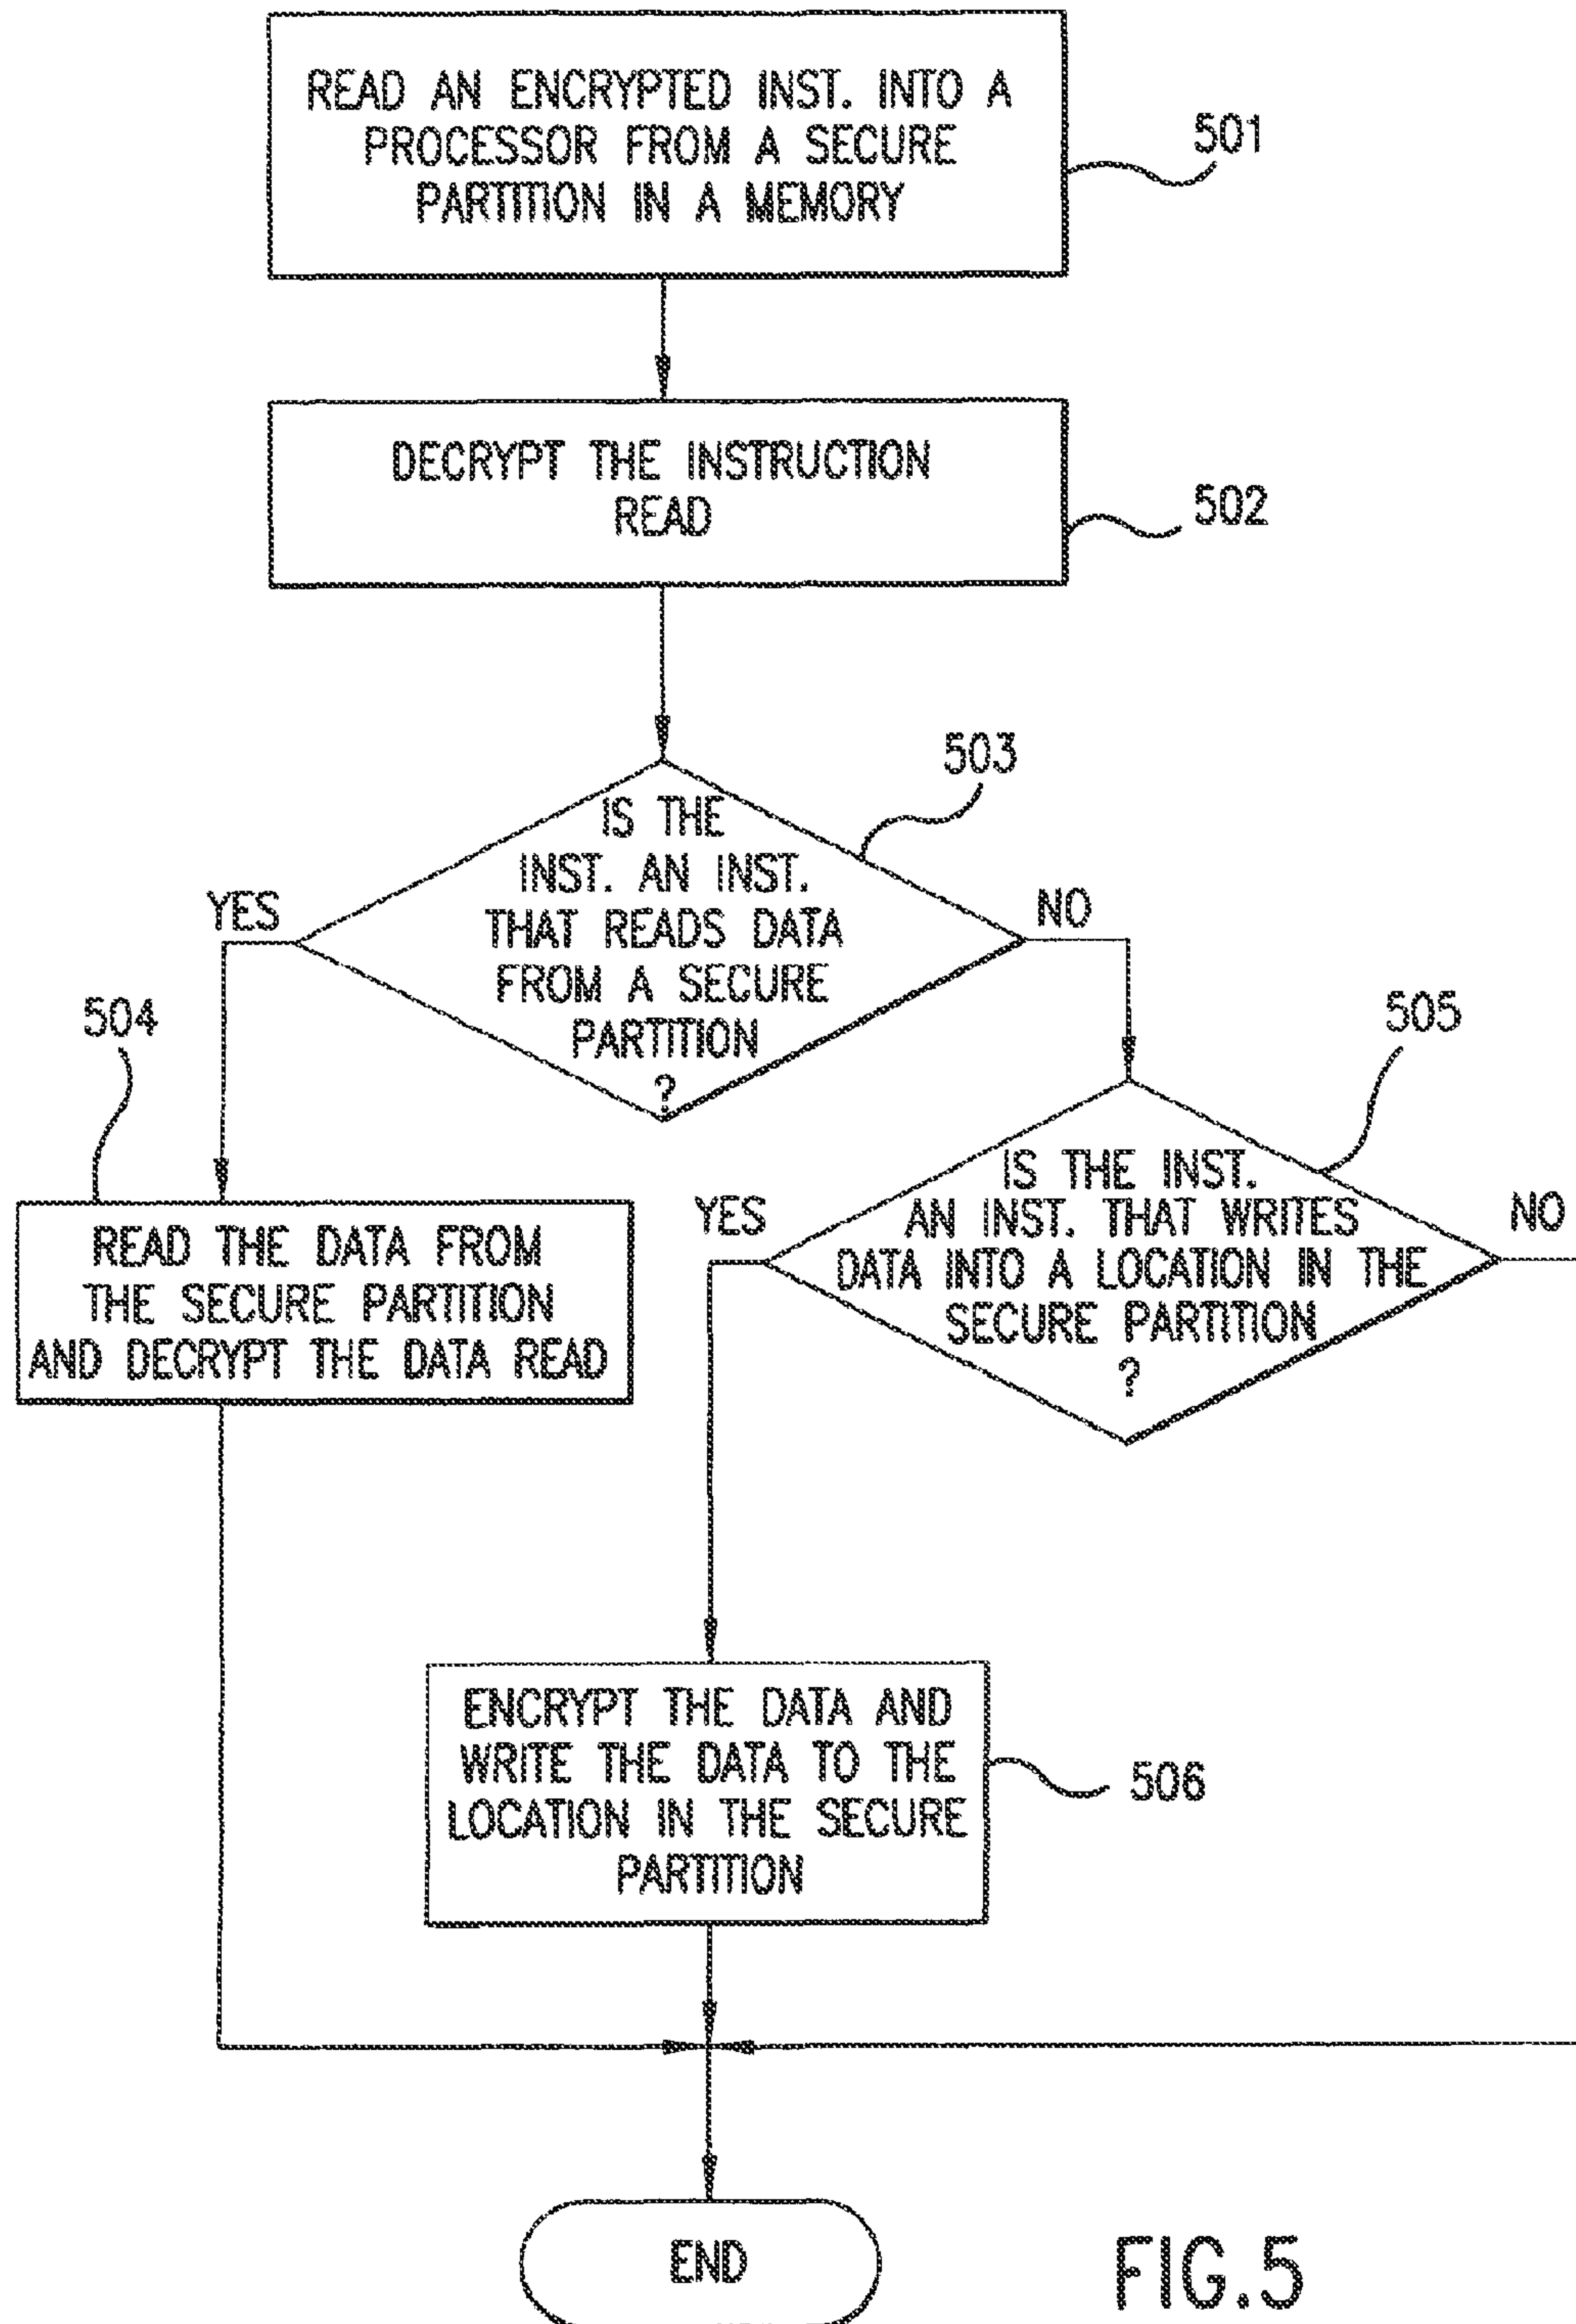 READ AN ENCRYPTED INST. INTO A
PROCESSOR FROM A SECURE
PARTITION IN A MEMORY
501
DECRYPT THE INSTRUCTION
READ
502
503
IS THE
INST. AN INST.
THAT READS DATA
FROM A SECURE
PARTITION
?
YES
NO
504
READ THE DATA FROM
THE SECURE PARTITION
AND DECRYPT THE DATA READ
505
IS THE INST.
AN INST. THAT WRITES
DATA INTO A LOCATION IN THE
SECURE PARTITION
?
YES
NO
ENCRYPT THE DATA AND
WRITE THE DATA TO THE
LOCATION IN THE SECURE
PARTITION
506
END
FIG.5